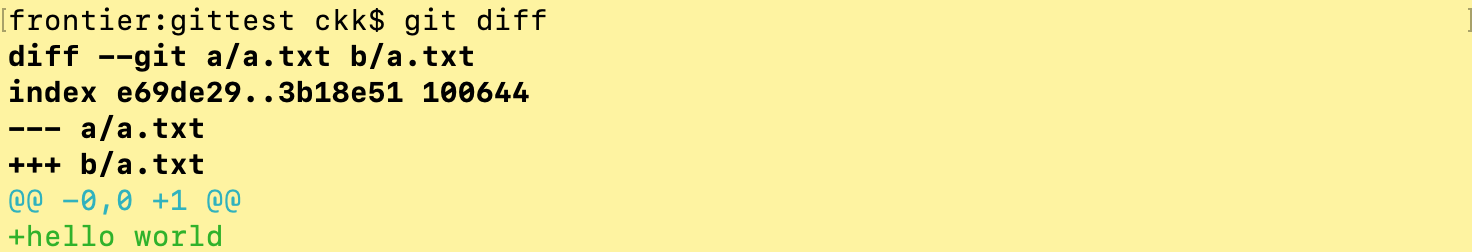 [frontier:gittest ckk$ git diff ]
diff --git a/a.txt b/a.txt
index e69de29..3b18e51 100644
--- a/a.txt
+++ b/a.txt
@@ -0,0 +1 @@
+hello world